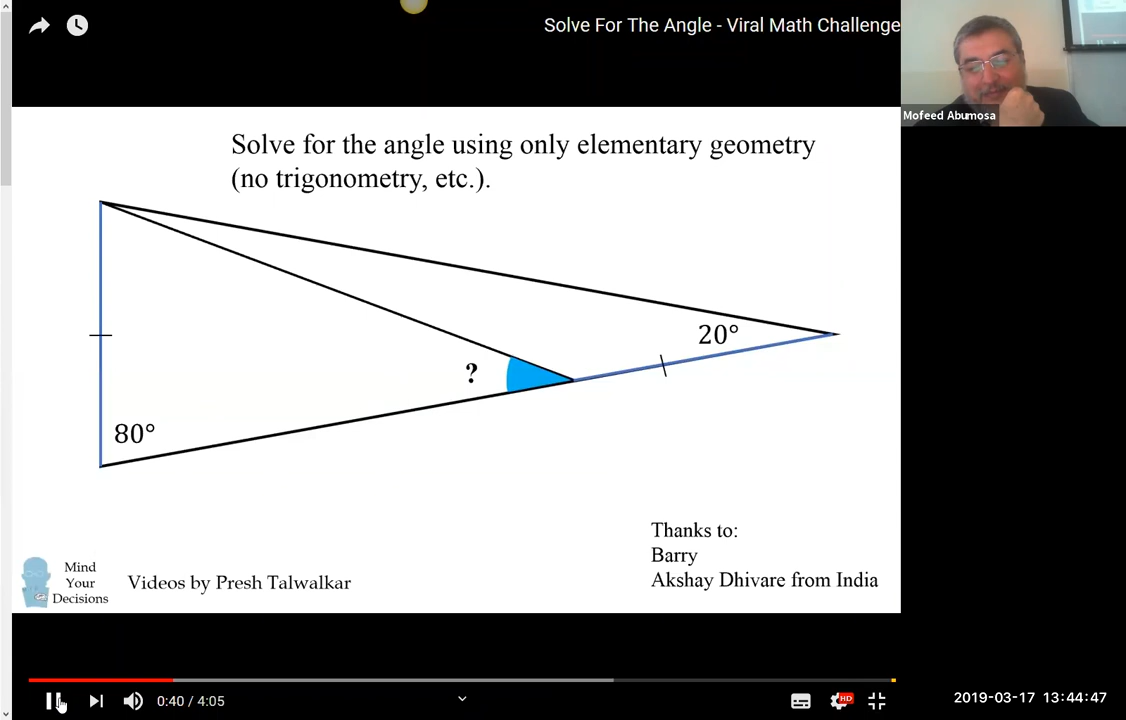 Solve For The Angle - Viral Math Challenge
Mofeed Abumosa
Solve for the angle using only elementary geometry
(no trigonometry, etc.).
20°
?
80°
Thanks to:
Barry
Akshay Dhivare from India
Mind
Your
Decisions
Videos by Presh Talwalkar
0:40 / 4:05
HD
2019-03-17 13:44:47